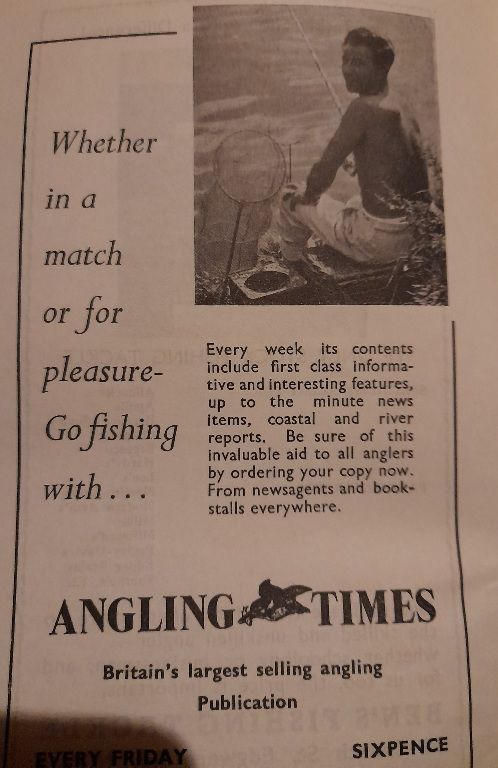 Whether
in a
match
or for
pleasure-
Go fishing
with...
Every week its contents
include first class informa-
tive and interesting features,
up to the minute news
items, coastal and river
reports. Be sure of this
invaluable aid to all anglers
by ordering your copy now.
From newsagents and book-
stalls everywhere.
ANGLING TIMES
Britain's largest selling angling
Publication
EVERY FRIDAY SIXPENCE